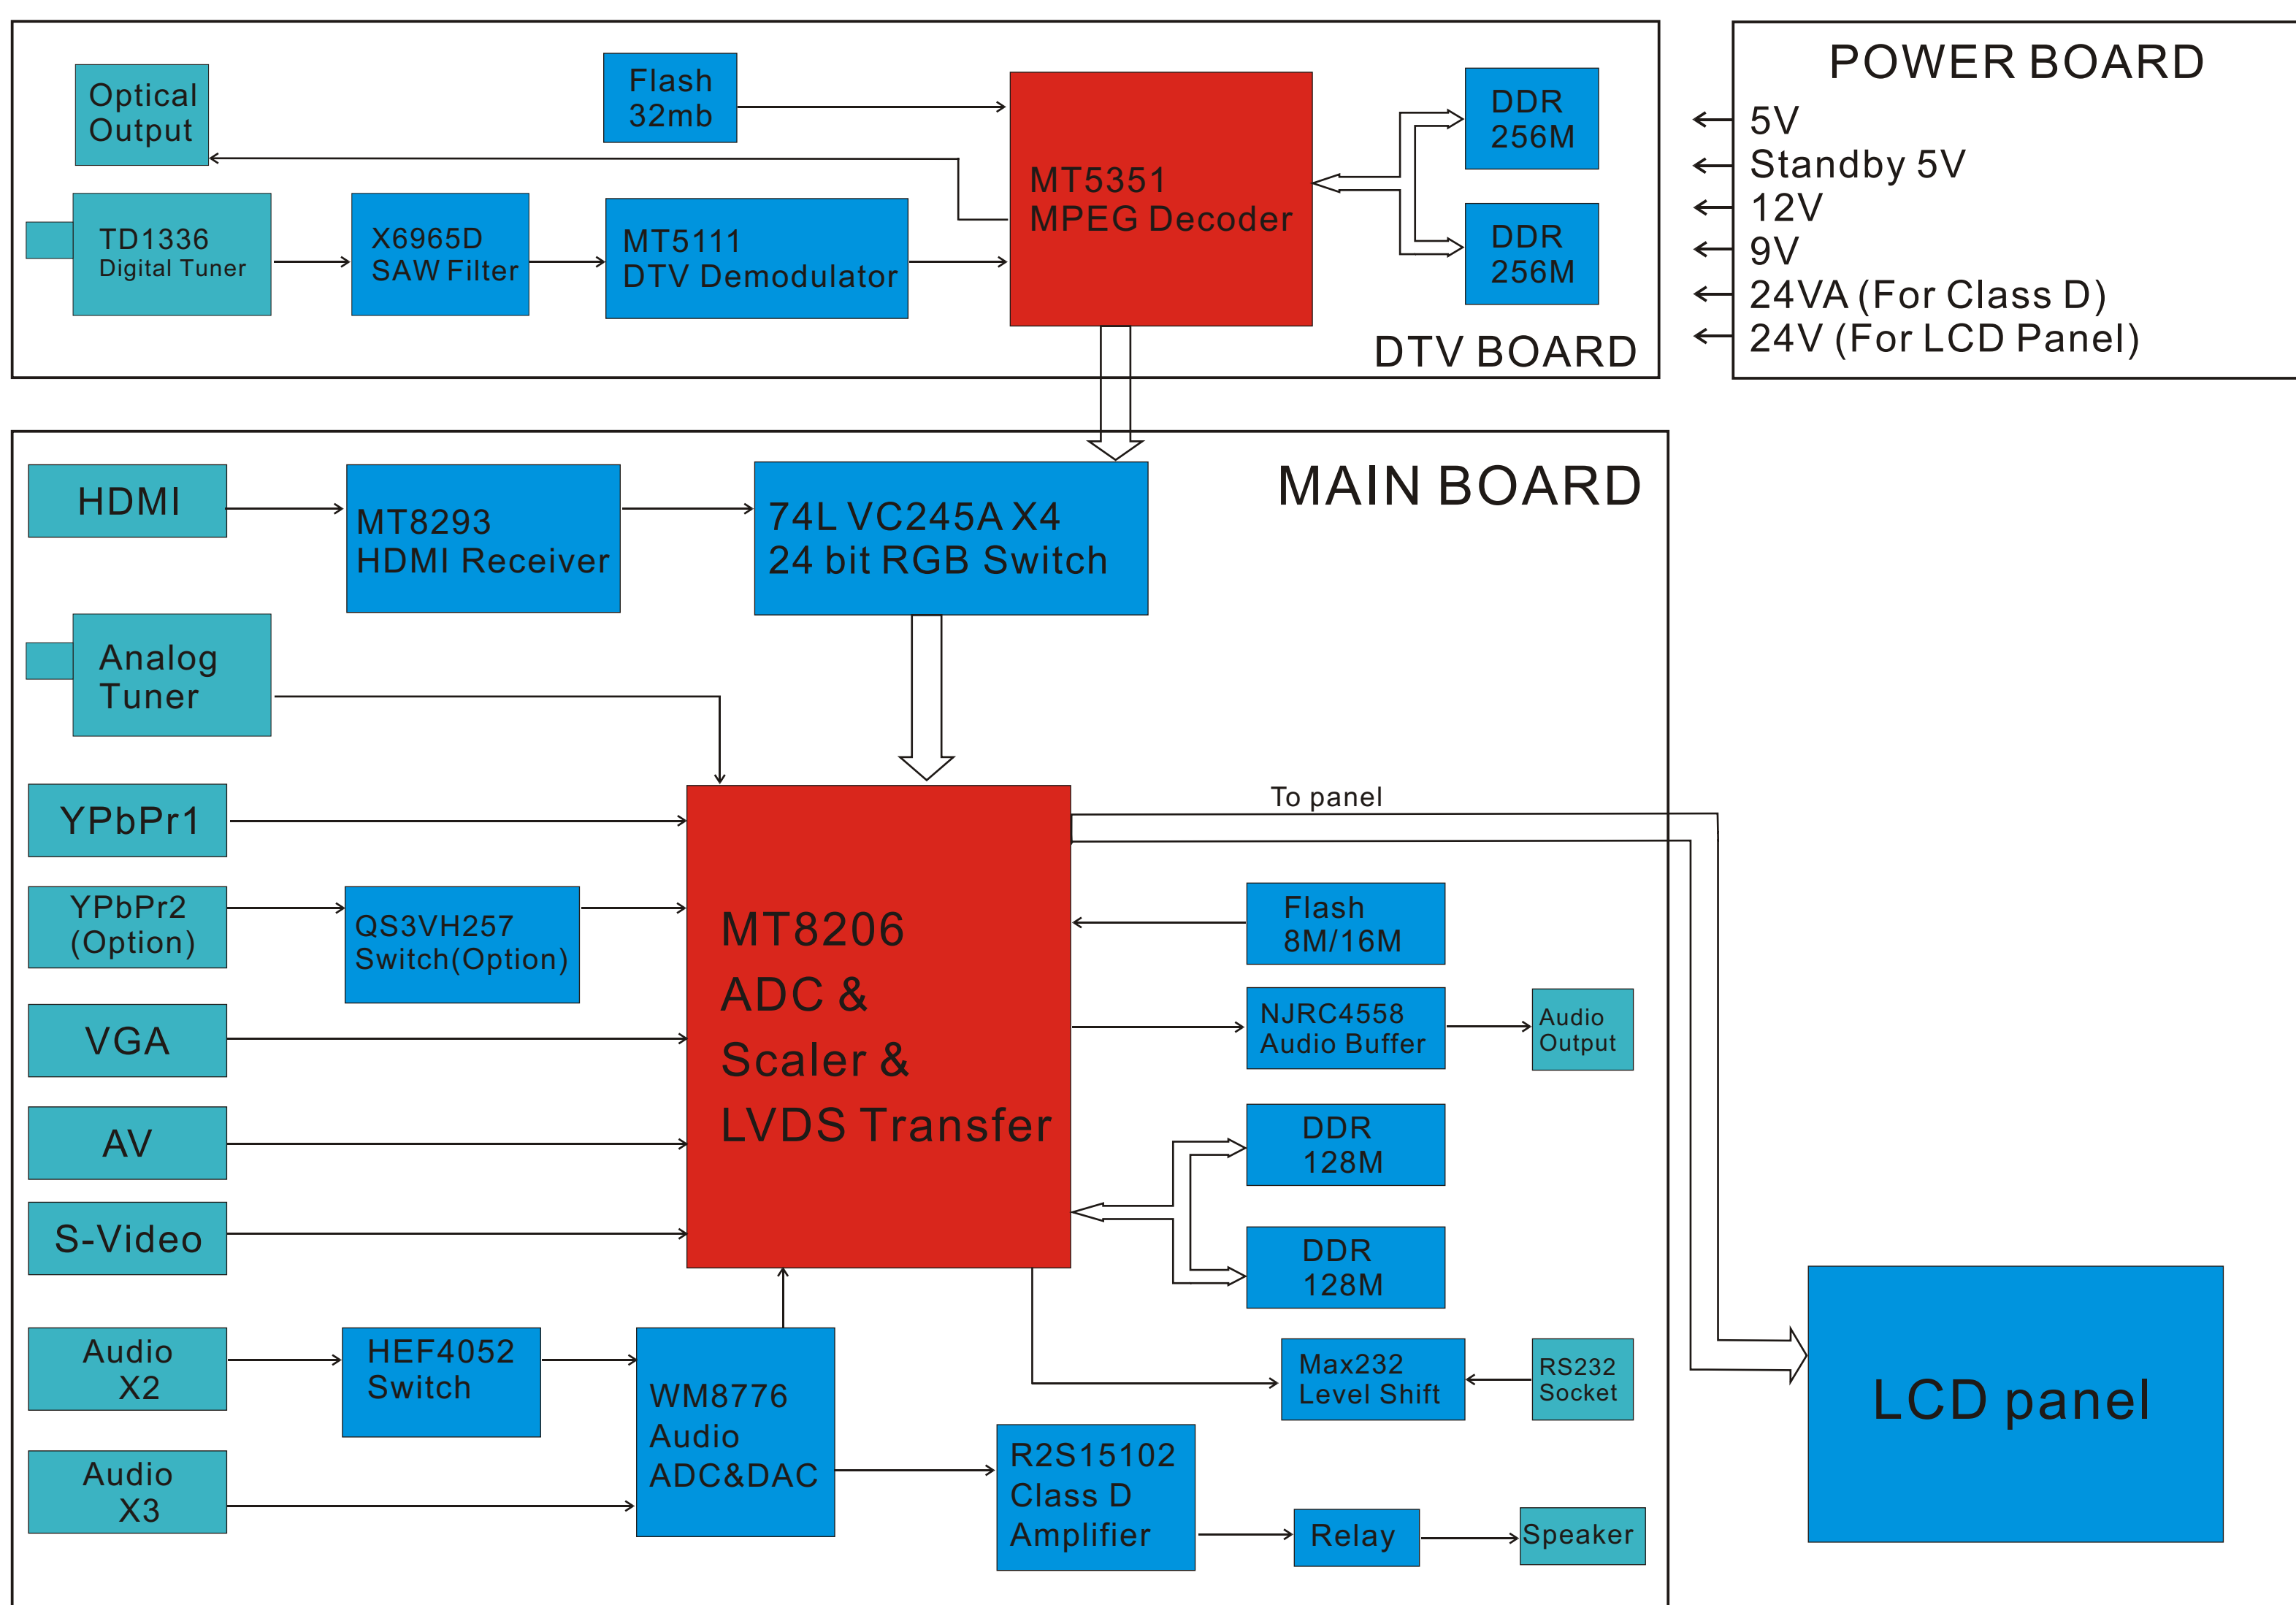 Optical
Output
Flash
32mb
MT5351
MPEG Decoder
DDR
256M
DDR
256M
TD1336
Digital Tuner
X6965D
SAW Filter
MT5111
DTV Demodulator
DTV BOARD
POWER BOARD
5V
Standby 5V
12V
9V
24VA (For Class D)
24V (For LCD Panel)
MAIN BOARD
HDMI
MT8293
HDMI Receiver
74L VC245A X4
24 bit RGB Switch
Analog
Tuner
YPbPr1
YPbPr2
(Option)
QS3VH257
Switch(Option)
VGA
AV
S-Video
MT8206
ADC &
Scaler &
LVDS Transfer
To panel
Flash
8M/16M
NJRC4558
Audio Buffer
Audio
Output
DDR
128M
DDR
128M
Audio
X2
HEF4052
Switch
Audio
X3
WM8776
Audio
ADC&DAC
Max232
Level Shift
RS232
Socket
R2S15102
Class D
Amplifier
Relay
Speaker
LCD panel